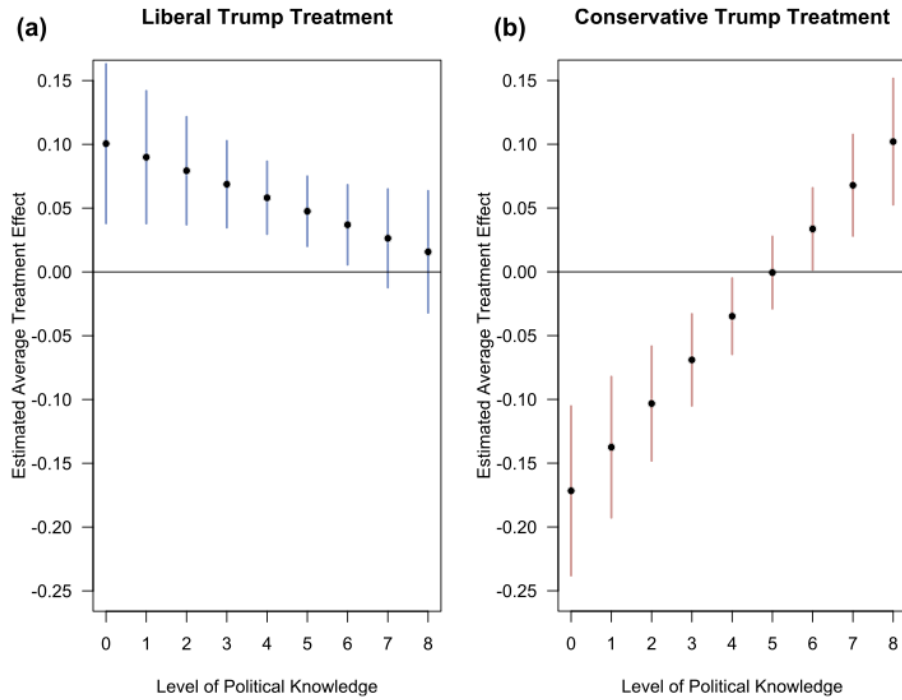 (a)
Liberal Trump Treatment
Estimated Average Treatment Effect
0.15
0.10
0.05
0.00
-0.05
-0.10
-0.15
-0.20
-0.25
0 1 2 3 4 5 6 7 8
Level of Political Knowledge
(b)
Conservative Trump Treatment
Estimated Average Treatment Effect
0.15
0.10
0.05
0.00
-0.05
-0.10
-0.15
-0.20
-0.25
0 1 2 3 4 5 6 7 8
Level of Political Knowledge